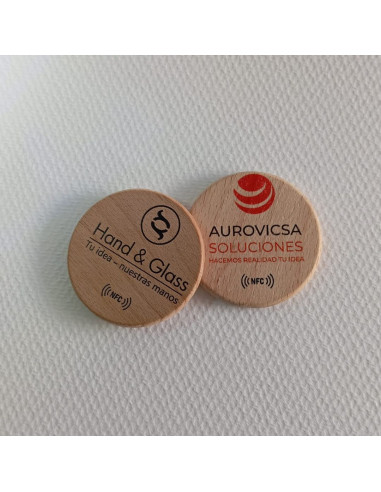 Hand & Glass
Tu idea – nuestras manos
NFC
AUROVICSA
SOLUCIONES
HACEMOS REALIDAD TU IDEA
NFC